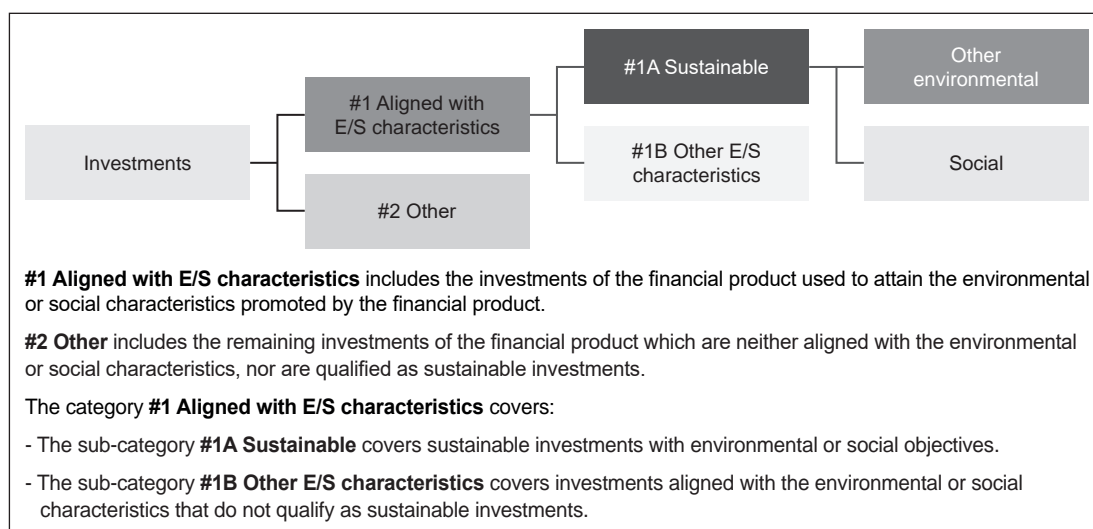 #1A Sustainable
Other
environmental
#1 Aligned with
E/S characteristics
Investments
#1B Other E/S
characteristics
Social
#2 Other
#1 Aligned with E/S characteristics includes the investments of the financial product used to attain the environmental
or social characteristics promoted by the financial product.
#2 Other includes the remaining investments of the financial product which are neither aligned with the environmental
or social characteristics, nor are qualified as sustainable investments.
The category #1 Aligned with E/S characteristics covers:
- The sub-category #1A Sustainable covers sustainable investments with environmental or social objectives.
- The sub-category #1B Other E/S characteristics covers investments aligned with the environmental or social
characteristics that do not qualify as sustainable investments.